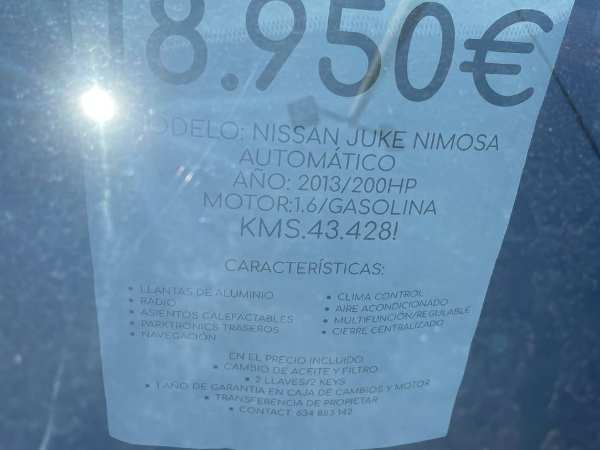 18.950€
MODELO: NISSAN JUKE NIMOSA
AUTOMÁTICO
AÑO: 2013/200HP
MOTOR:1.6/GASOLINA
KMS.43.428!
CARACTERÍSTICAS:
• LLANTAS DE ALUMINIO
• RADIO
• ASIENTOS CALEFACTABLES
• PARKTRONICS TRASEROS
• NAVEGACIÓN
• CLIMA CONTROL
• AIRE ACONDICIONADO
• MULTIFUNCIÓN/REGULABLE
• CIERRE CENTRALIZADO
EN EL PRECIO INCLUIDO
• CAMBIO DE ACEITE Y FILTRO
• 2 LLAVES/2 KEYS
• 1 AÑO DE GARANTIA EN CAJA DE CAMBIOS Y MOTOR
• TRANSFERENCIA DE PROPIETAR
• CONTACT: 634 883 142